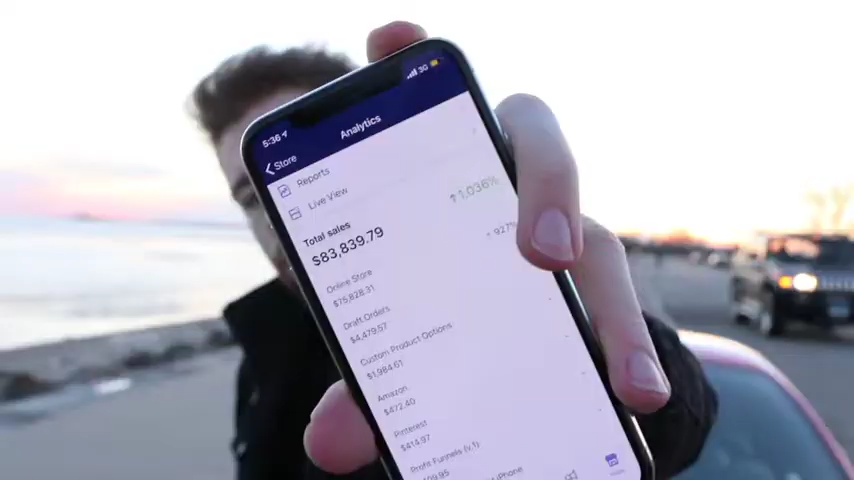 5:36
3G
Store
Analytics
Reports
Live View
Total sales
$83,839.79
↑1,036%
Online Store
$75,828.31
↑ 927%
Draft Orders
$4,479.57
Custom Product Options
$1,984.61
Amazon
$472.40
Pinterest
$414.97
Profit Funnels (v.1)